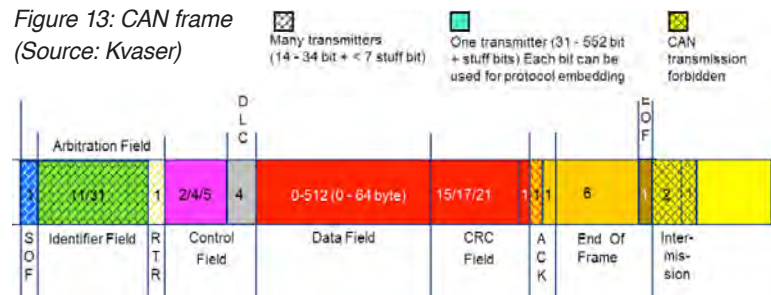 Figure 13: CAN frame
(Source: Kvaser)
Many transmitters
(14 - 34 bit + < 7 stuff bit)
One transmitter (31 - 552 bit
+ stuff bits) Each bit can be
used for protocol embedding
CAN
transmission
forbidden
D
L
C
E
O
F
Arbitration Field
1
11/31
1
2/4/5
4
0-512 (0 - 64 byte)
15/17/21
1
1
1
6
1
2
1
S
O
F
Identifier Field
R
T
R
Control
Field
Data Field
CRC
Field
A
C
K
End Of
Frame
Inter-
mis-
sion